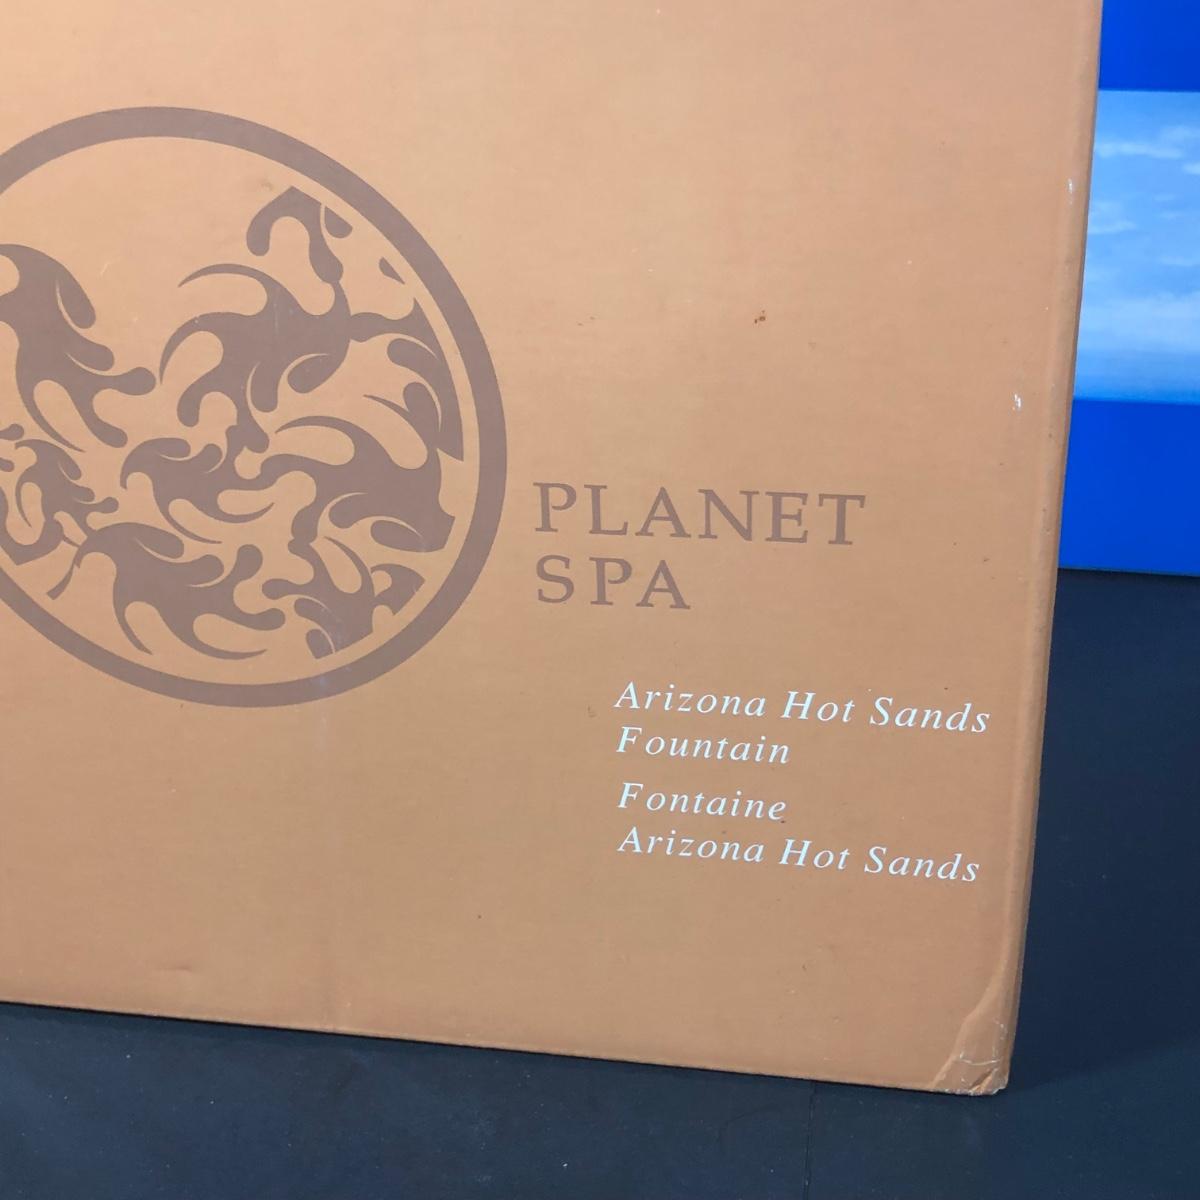 PLANET
SPA
Arizona Hot Sands
Fountain
Fontaine
Arizona Hot Sands